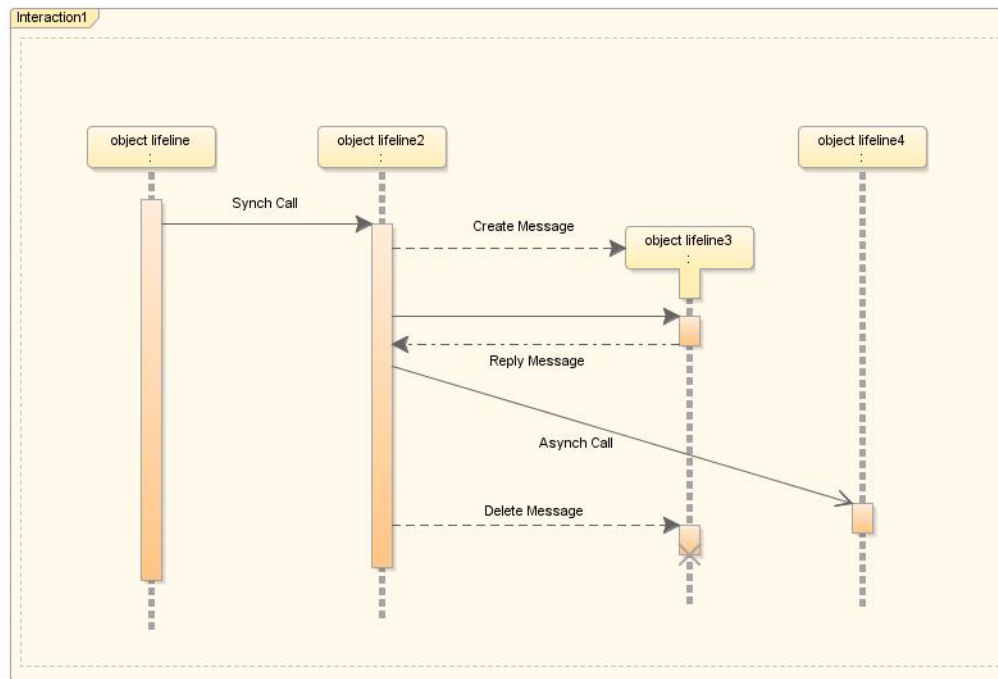 Interaction1
object lifeline
:
object lifeline2
:
object lifeline4
:
Synch Call
Create Message
object lifeline3
:
Reply Message
Asynch Call
Delete Message